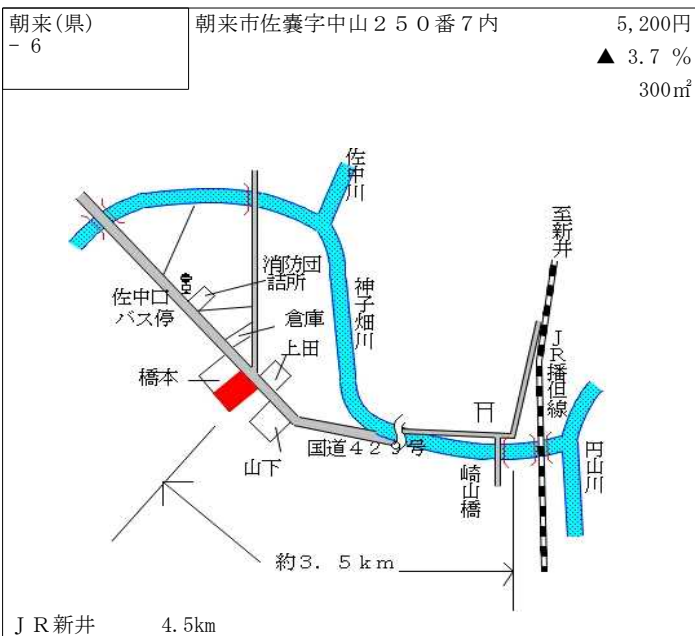 朝来(県)
- 6
朝来市佐嚢字中山２５０番７内
5,200円
▲ 3.7 %
300㎡
佐中川
至新井
消防団
詰所
佐中口
バス停
倉庫
上田
神子畑川
ＪＲ播但線
橋本
山下
国道４２９号
崎山橋
円山川
約３．５ｋｍ
ＪＲ新井 4.5km